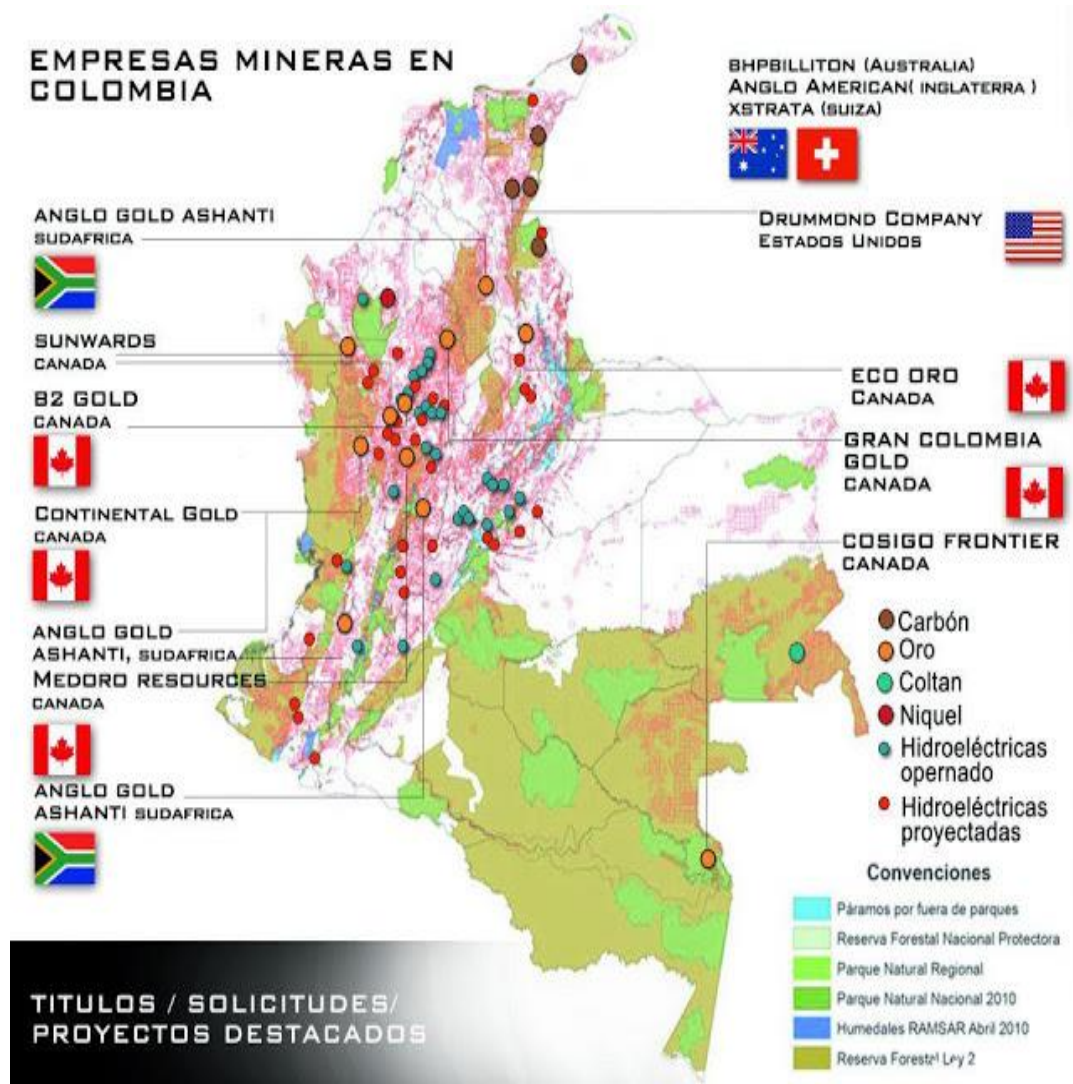 EMPRESAS MINERAS EN
COLOMBIA
BHPBILLITON (AUSTRALIA)
ANGLO AMERICAN( INGLATERRA )
XSTRATA (SUIZA)
DRUMMOND COMPANY
ESTADOS UNIDOS
ANGLO GOLD ASHANTI
SUDAFRICA
SUNWARDS
CANADA
B2 GOLD
CANADA
CONTINENTAL GOLD
CANADA
ANGLO GOLD
ASHANTI, SUDAFRICA
MEDORO RESOURCES
CANADA
ANGLO GOLD
ASHANTI SUDAFRICA
ECO ORO
CANADA
GRAN COLOMBIA
GOLD
CANADA
COSIGO FRONTIER
CANADA
Carbón
Oro
Coltan
Niquel
Hidroeléctricas
opernado
Hidroeléctricas
proyectadas
Convenciones
Páramos por fuera de parques
Reserva Forestal Nacional Protectora
Parque Natural Regional
Parque Natural Nacional 2010
Humedales RAMSAR Abril 2010
Reserva Forestal Ley 2
TITULOS / SOLICITUDES/
PROYECTOS DESTACADOS